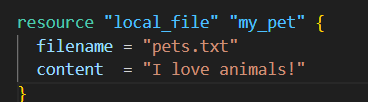 resource "local_file" "my_pet" {
  filename = "pets.txt"
  content  = "I love animals!"
}